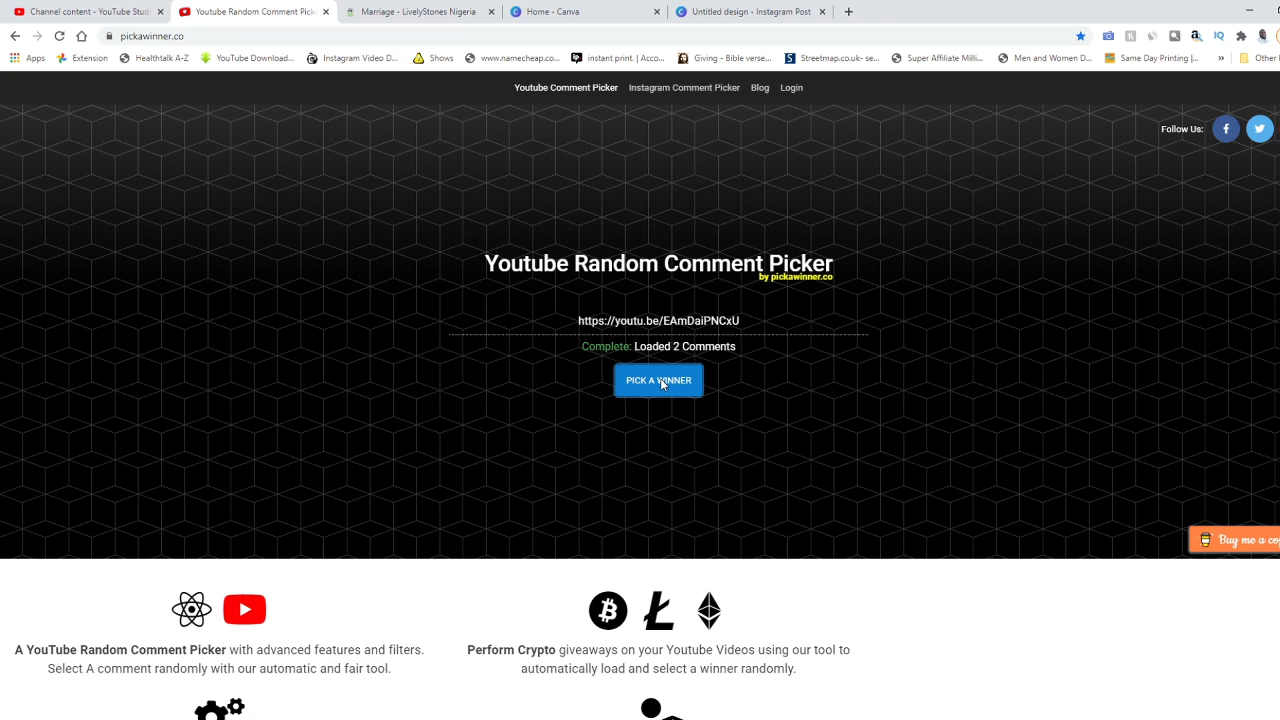 Channel content - YouTube Stud
Youtube Random Comment Pick
Marriage - LivelyStones Nigeria
Home - Canva
Untitled design - Instagram Post
pickawinner.co
Apps
Extension
Healthtalk A-Z
YouTube Download...
Instagram Video D...
Shows
www.namecheap.co...
instant print. | Acco...
Giving - Bible verse...
Streetmap.co.uk- se...
Super Affiliate Milli...
Men and Women D...
Same Day Printing |...
»
Other
Youtube Comment Picker
Instagram Comment Picker
Blog
Login
Follow Us:
Youtube Random Comment Picker
by pickawinner.co
https://youtu.be/EAmDaiPNCxU
Complete: Loaded 2 Comments
PICK A WINNER
Buy me a co
A YouTube Random Comment Picker with advanced features and filters.
Select A comment randomly with our automatic and fair tool.
Perform Crypto giveaways on your Youtube Videos using our tool to
automatically load and select a winner randomly.